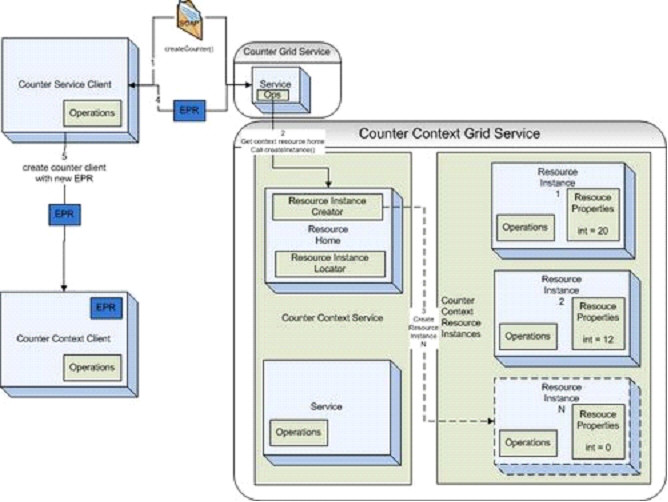 SOAP
createCounter()
1
4
EPR
Counter Service Client
Operations
Counter Grid Service
Service
Ops
2
Get context resource home
Call createInstance()
Counter Context Grid Service
5
create counter client
with new EPR
EPR
EPR
Counter Context Client
Operations
Resource Instance
Creator
Resource
Home
Resource Instance
Locator
Counter Context Service
Service
Operations
3
Create
Resource
Instance
N
Counter
Context
Resource
Instances
Resource
Instance
1
Operations
Resouce
Properties
int = 20
Resource
Instance
2
Operations
Resouce
Properties
int = 12
Resource
Instance
N
Operations
Resouce
Properties
int = 0